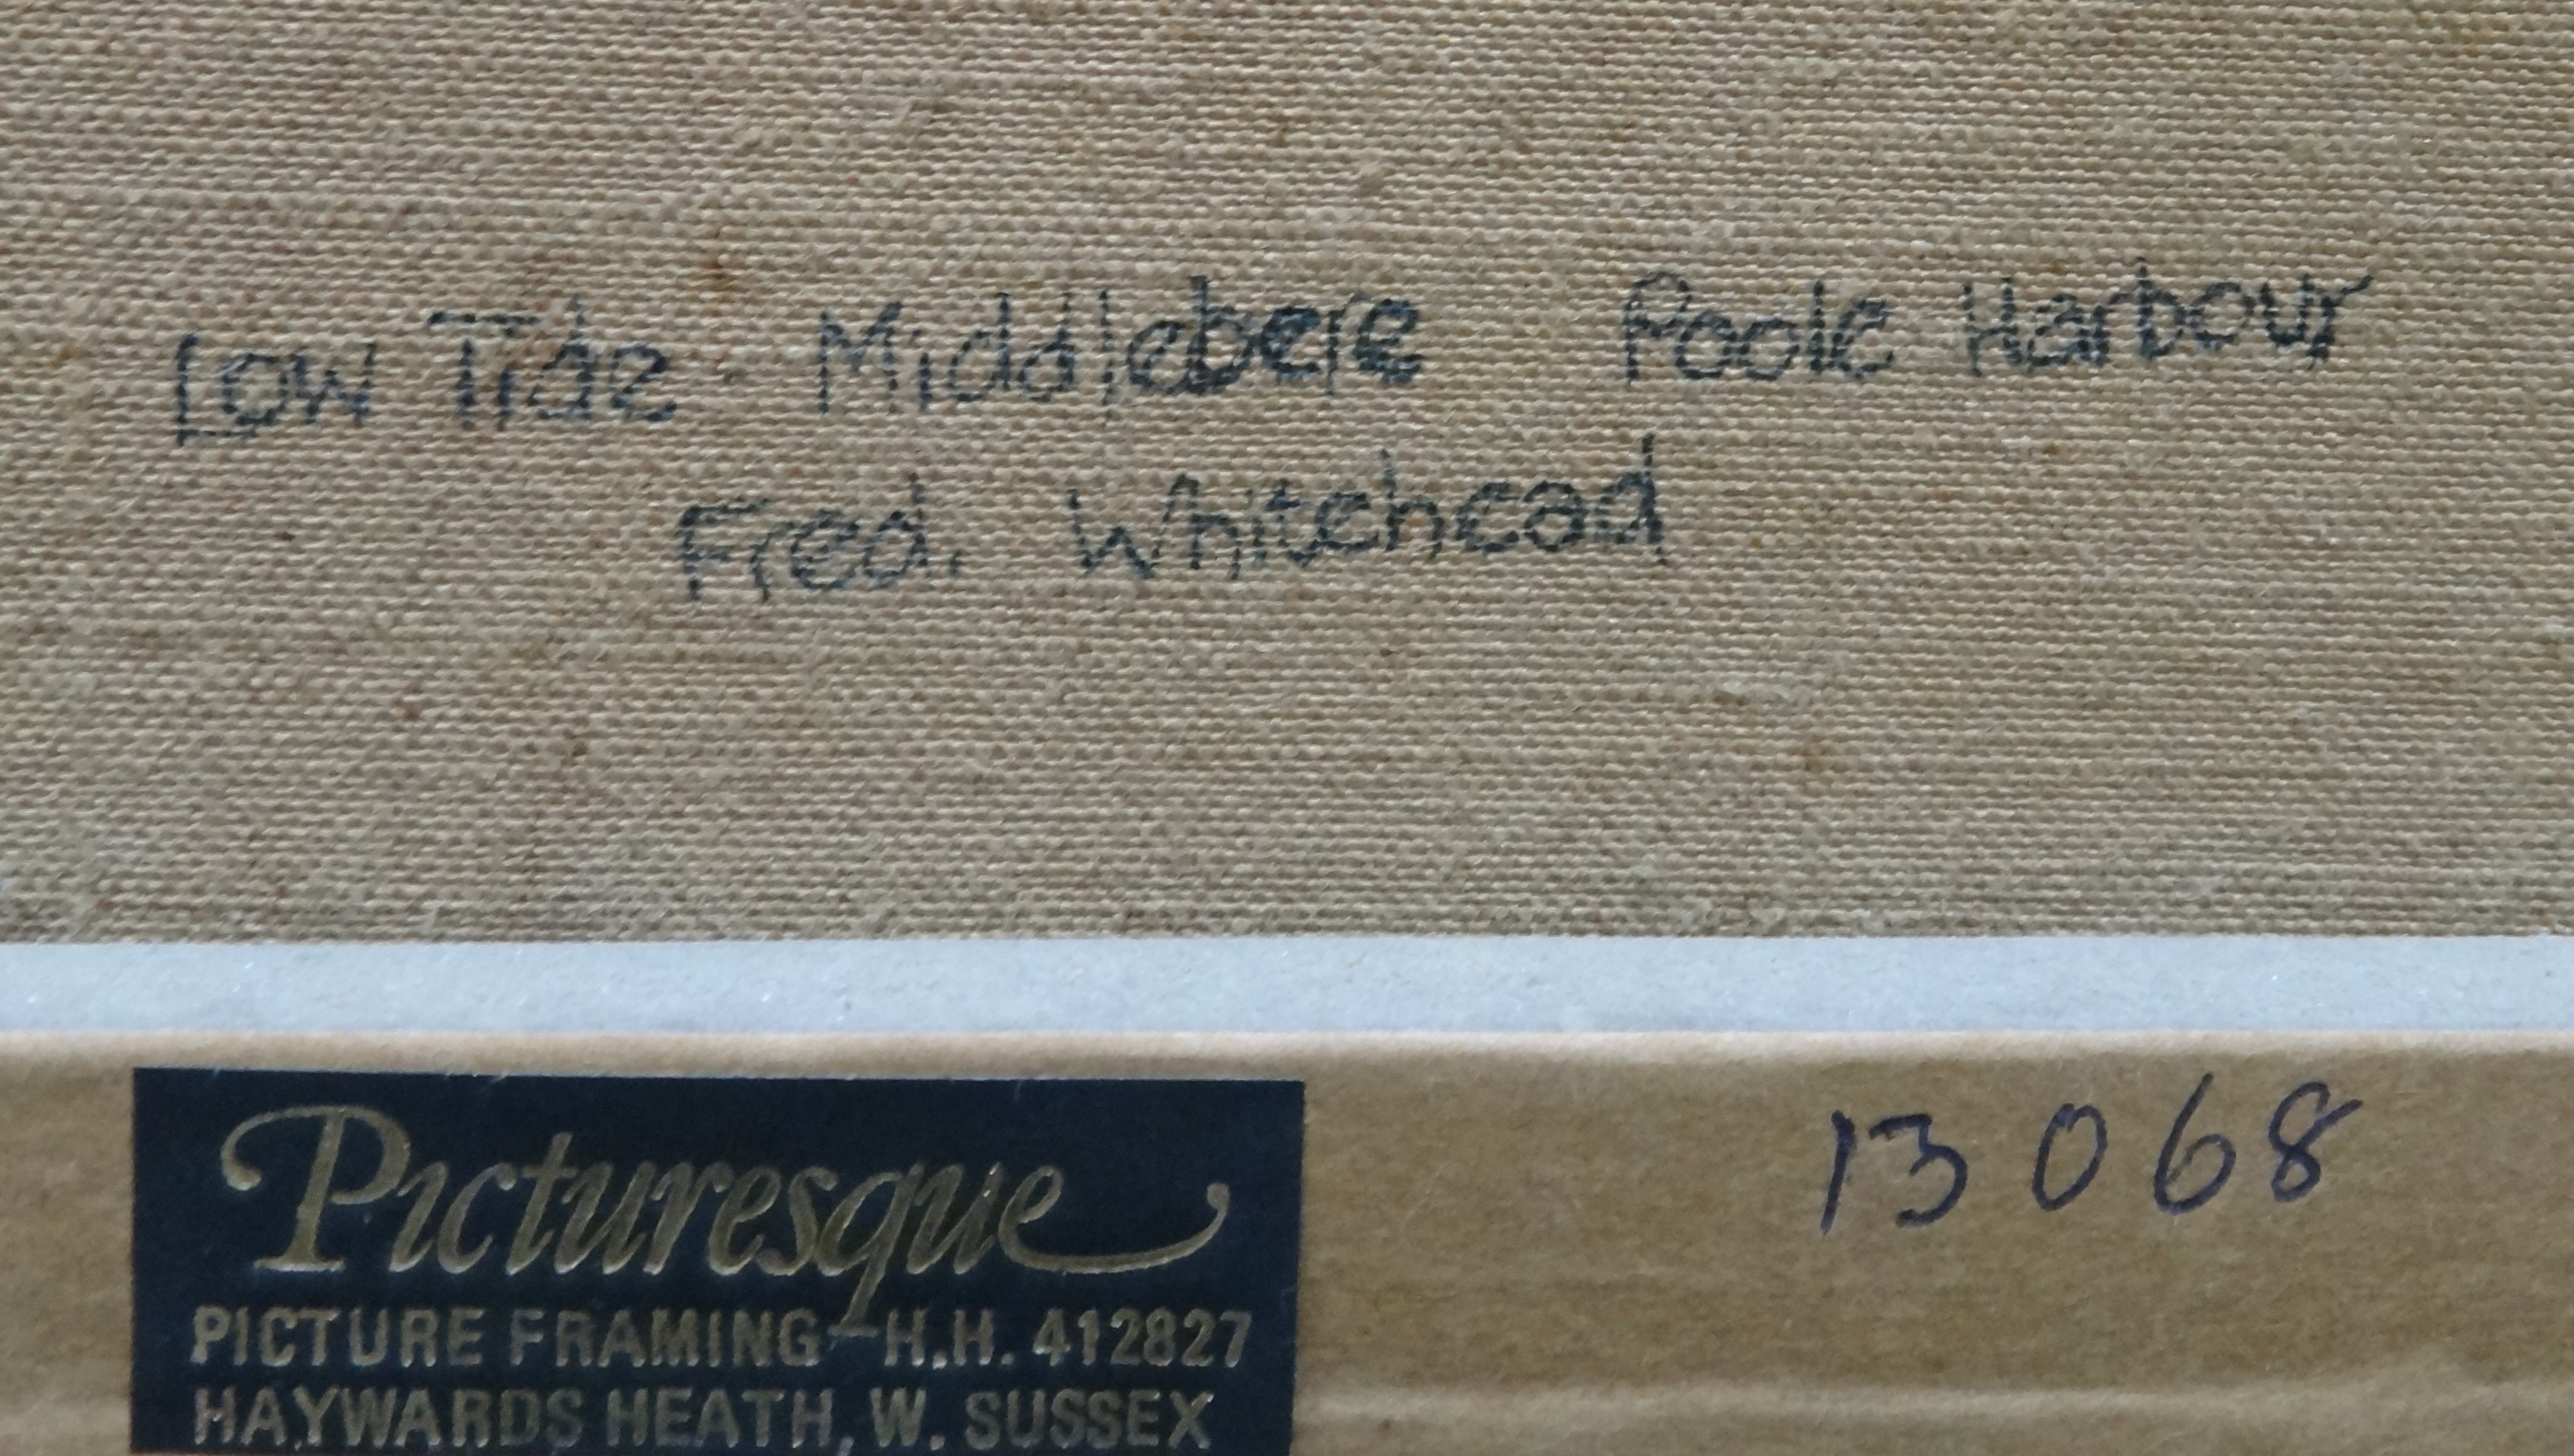 Low Tide. Middlebere Poole Harbour
Fred. Whitehead
Picturesque
PICTURE FRAMING H.H. 412827
HAYWARDS HEATH, W. SUSSEX
13068